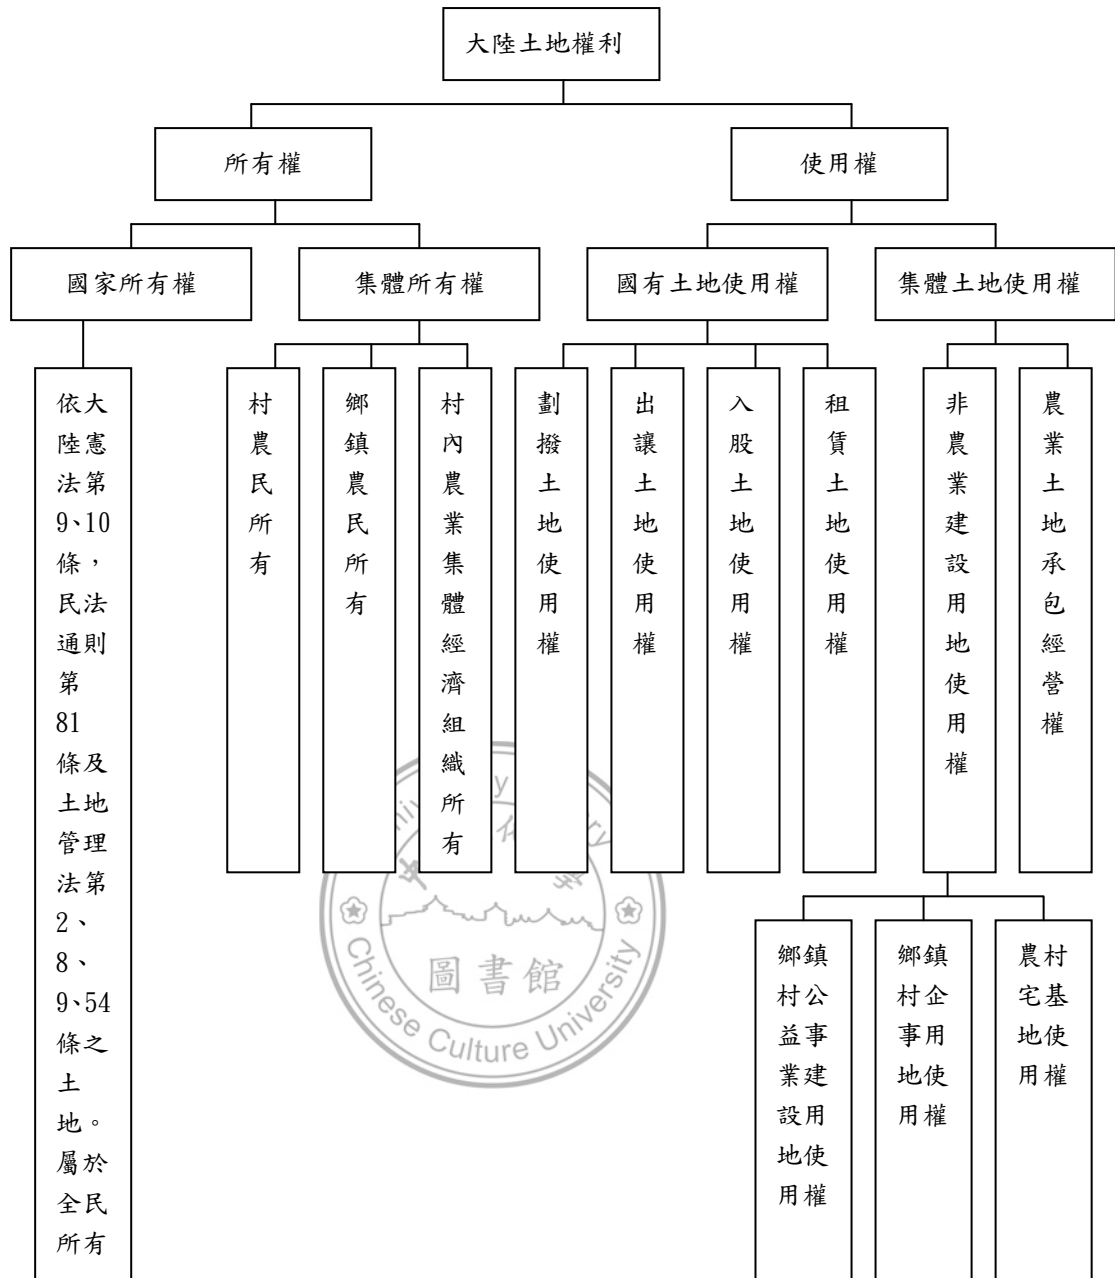 大陸土地權利
所有權
使用權
國家所有權
集體所有權
國有土地使用權
集體土地使用權
依大
陸憲
法第
9、10
條，
民法
通則
第
81
條及
土地
管理
法第
2、
8、
9、54
條之
土
地。
屬於
全民
所有
村農民所有
鄉鎮農民所有
村內農業集體經濟組織所有
劃撥土地使用權
出讓土地使用權
入股土地使用權
租賃土地使用權
非農業建設用地使用權
農業土地承包經營權
鄉鎮
村公
益事
業建
設用
地使
用權
鄉鎮
村企
事用
地使
用權
農村
宅基
地使
用權
圖書館
Chinese Culture University